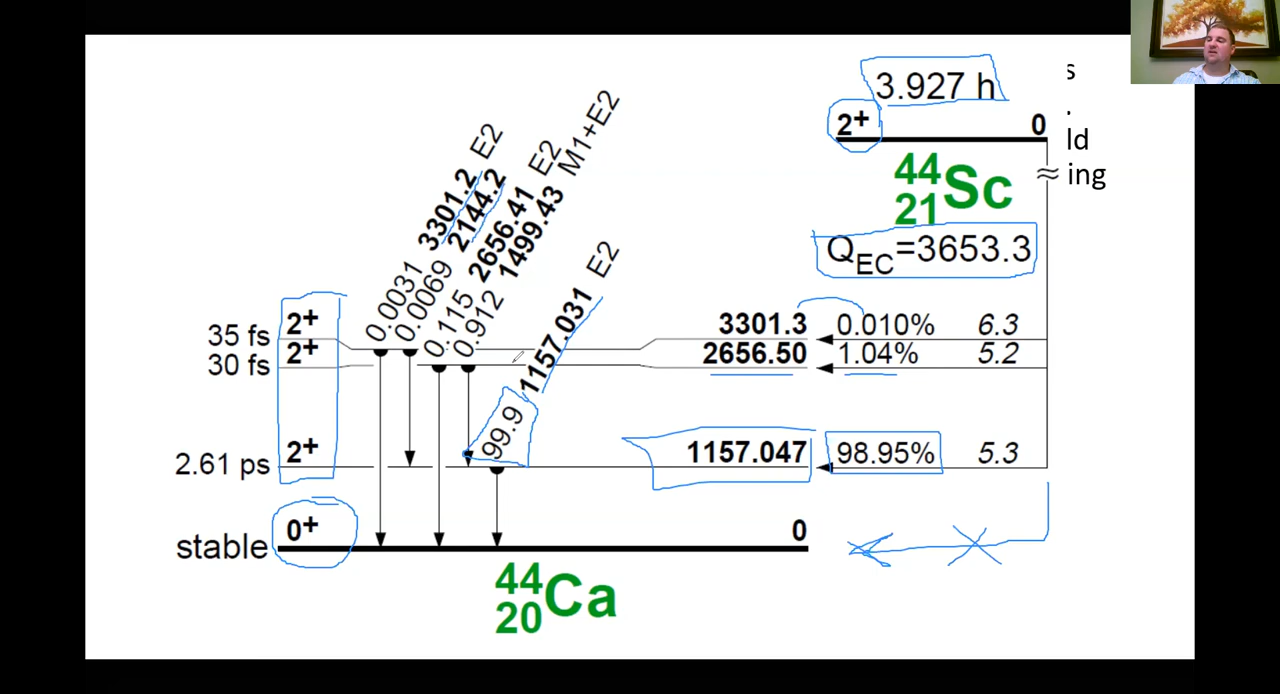 3.927 h
2+ 0
s
.
ld
ing
44
21Sc
QEC=3653.3
0.0031 3301.2 E2
0.0069 2144.2
0.115 2656.41 E2
0.912 1499.43 M1+E2
99.9 1157.031 E2
35 fs 2+ 3301.3 0.010% 6.3
30 fs 2+ 2656.50 1.04% 5.2
2.61 ps 2+ 1157.047 98.95% 5.3
stable 0+ 0
44
20Ca